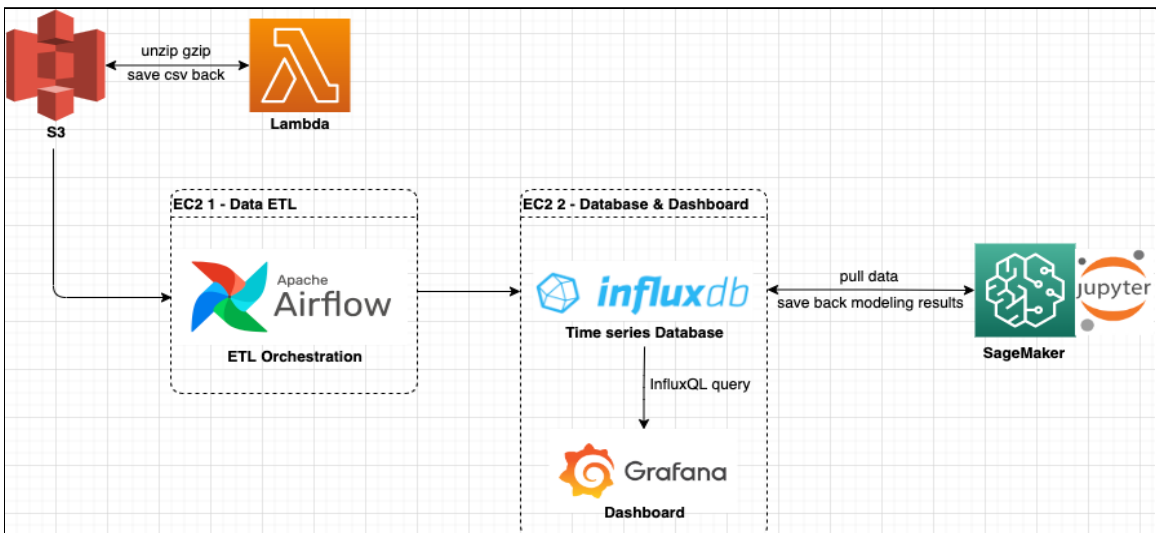 unzip gzip
save csv back
S3
Lambda
EC2 1 - Data ETL
Apache
Airflow
ETL Orchestration
EC2 2 - Database & Dashboard
influxdb
Time series Database
InfluxQL query
Grafana
Dashboard
pull data
save back modeling results
jupyter
SageMaker